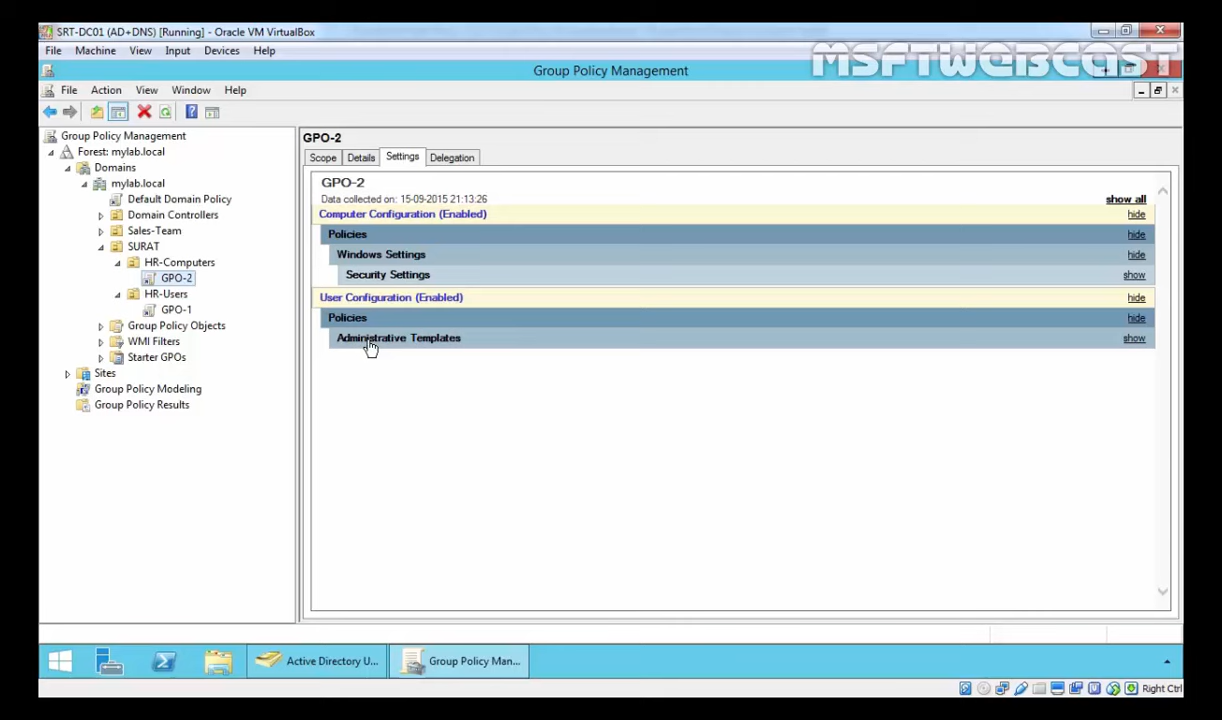 SRT-DC01 (AD+DNS) [Running] - Oracle VM VirtualBox
File Machine View Input Devices Help
MSFTWEBCAST
Group Policy Management
File Action View Window Help
Group Policy Management
Forest: mylab.local
Domains
mylab.local
Default Domain Policy
Domain Controllers
Sales-Team
SURAT
HR-Computers
GPO-2
HR-Users
GPO-1
Group Policy Objects
WMI Filters
Starter GPOs
Sites
Group Policy Modeling
Group Policy Results
GPO-2
Scope Details Settings Delegation
GPO-2
Data collected on: 15-09-2015 21:13:26 show all
Computer Configuration (Enabled) hide
Policies hide
Windows Settings hide
Security Settings show
User Configuration (Enabled) hide
Policies hide
Administrative Templates show
Active Directory U... Group Policy Man...
Right Ctrl